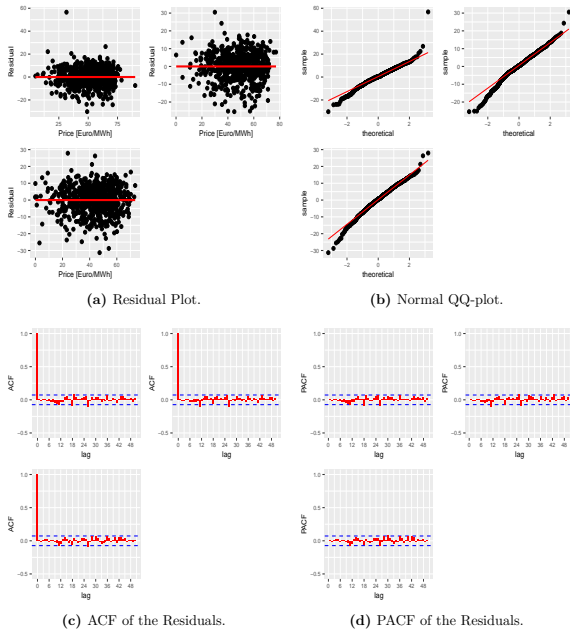 60
40
20
0
−20
Residual
25
50
75
Price [Euro/MWh]
30
20
10
0
−10
−20
Residual
0
20
40
60
80
Price [Euro/MWh]
60
40
20
0
−20
sample
−2
0
2
theoretical
30
20
10
0
−10
−20
sample
−2
0
2
theoretical
30
20
10
0
−10
−20
−30
Residual
0
20
40
60
Price [Euro/MWh]
30
20
10
0
−10
−20
−30
sample
−2
0
2
theoretical
(a) Residual Plot.
(b) Normal QQ-plot.
1.0
0.5
0.0
−0.5
ACF
0 6 12 18 24 30 36 42 48
lag
1.0
0.5
0.0
−0.5
ACF
0 6 12 18 24 30 36 42 48
lag
1.0
0.5
0.0
−0.5
PACF
0 6 12 18 24 30 36 42 48
lag
1.0
0.5
0.0
−0.5
PACF
0 6 12 18 24 30 36 42 48
lag
1.0
0.5
0.0
−0.5
ACF
0 6 12 18 24 30 36 42 48
lag
1.0
0.5
0.0
−0.5
PACF
0 6 12 18 24 30 36 42 48
lag
(c) ACF of the Residuals.
(d) PACF of the Residuals.